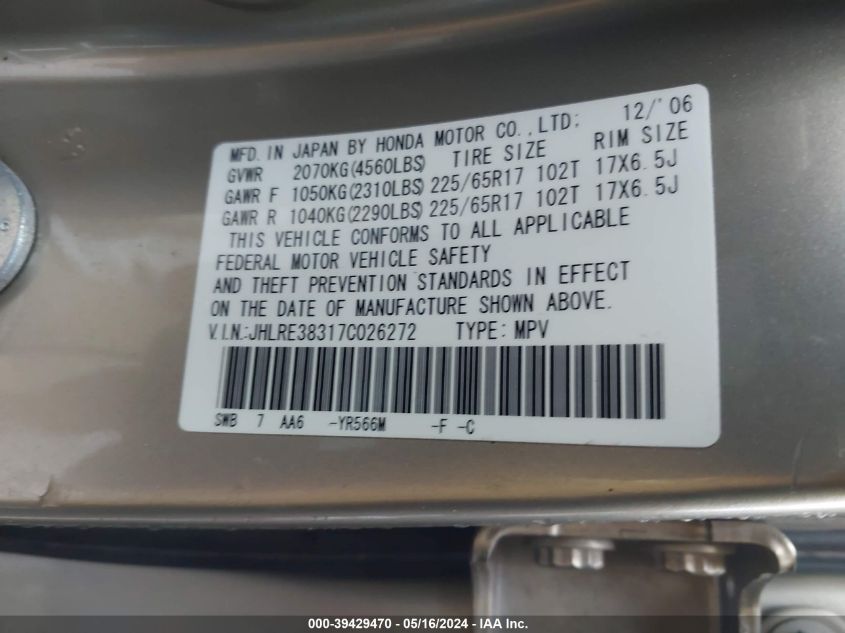 MFD. IN JAPAN BY HONDA MOTOR CO., LTD; 12/'06
GVWR 2070KG(4560LBS) TIRE SIZE RIM SIZE
GAWR F 1050KG(2310LBS) 225/65R17 102T 17X6.5J
GAWR R 1040KG(2290LBS) 225/65R17 102T 17X6.5J
THIS VEHICLE CONFORMS TO ALL APPLICABLE
FEDERAL MOTOR VEHICLE SAFETY
AND THEFT PREVENTION STANDARDS IN EFFECT
ON THE DATE OF MANUFACTURE SHOWN ABOVE.
V.I.N.:JHLRE38317C026272 TYPE: MPV
SWB 7 AA6 -YR566M -F -C
000-39429470 - 05/16/2024 - IAA Inc.